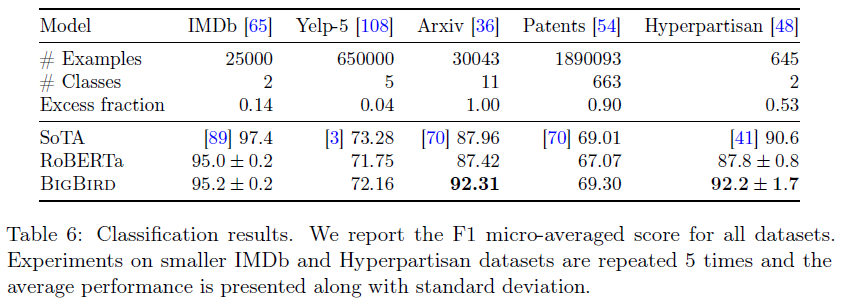 Model IMDb [65] Yelp-5 [108] Arxiv [36] Patents [54] Hyperpartisan [48]
# Examples 25000 650000 30043 1890093 645
# Classes 2 5 11 663 2
Excess fraction 0.14 0.04 1.00 0.90 0.53
SoTA [89] 97.4 [3] 73.28 [70] 87.96 [70] 69.01 [41] 90.6
RoBERTa 95.0 ± 0.2 71.75 87.42 67.07 87.8 ± 0.8
BIGBIRD 95.2 ± 0.2 72.16 92.31 69.30 92.2 ± 1.7
Table 6: Classification results. We report the F1 micro-averaged score for all datasets.
Experiments on smaller IMDb and Hyperpartisan datasets are repeated 5 times and the
average performance is presented along with standard deviation.